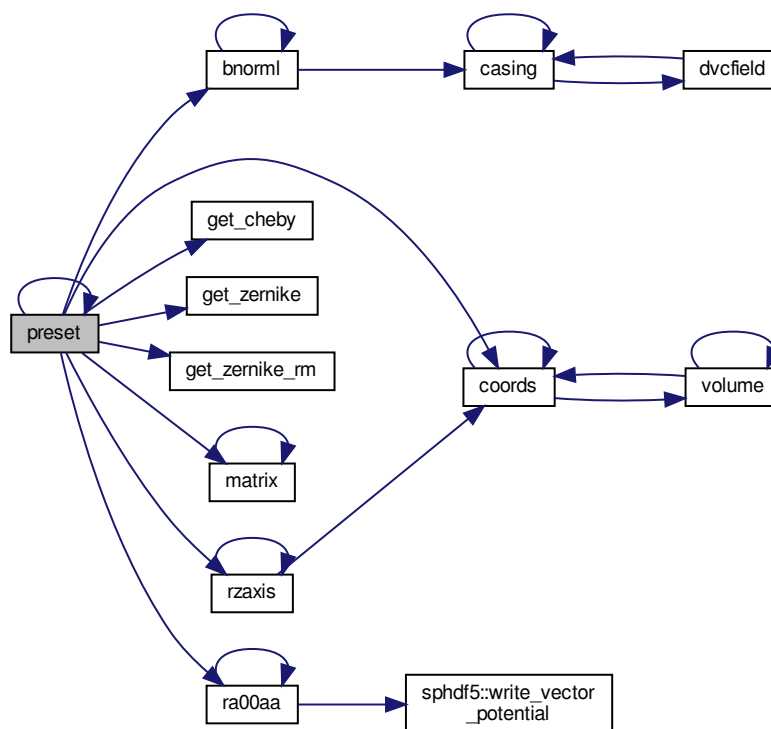 bnorml
casing
dvcfield
get_cheby
get_zernike
preset
get_zernike_rm
coords
volume
matrix
rzaxis
ra00aa
sphdf5::write_vector
_potential